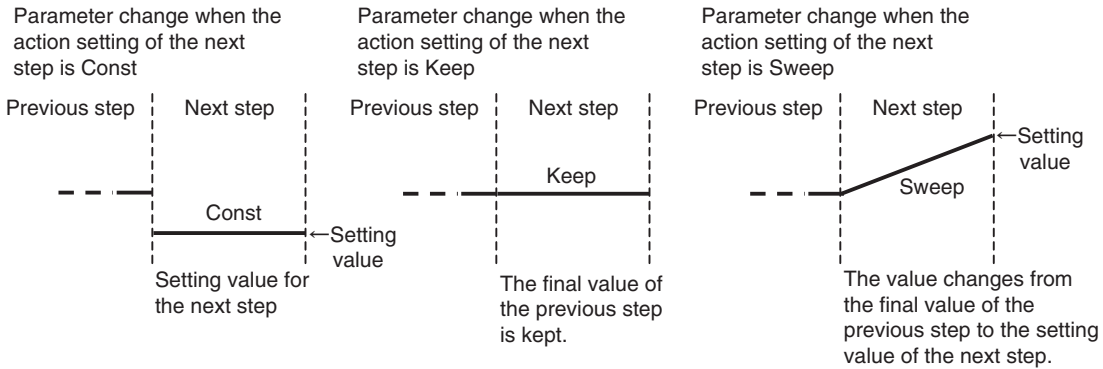 Parameter change when the
action setting of the next
step is Const
Previous step
Next step
Const
←Setting
value
Setting value for
the next step
Parameter change when the
action setting of the next
step is Keep
Previous step
Next step
Keep
The final value of
the previous step
is kept.
Parameter change when the
action setting of the next
step is Sweep
Previous step
Next step
←Setting
value
Sweep
The value changes from
the final value of the
previous step to the setting
value of the next step.